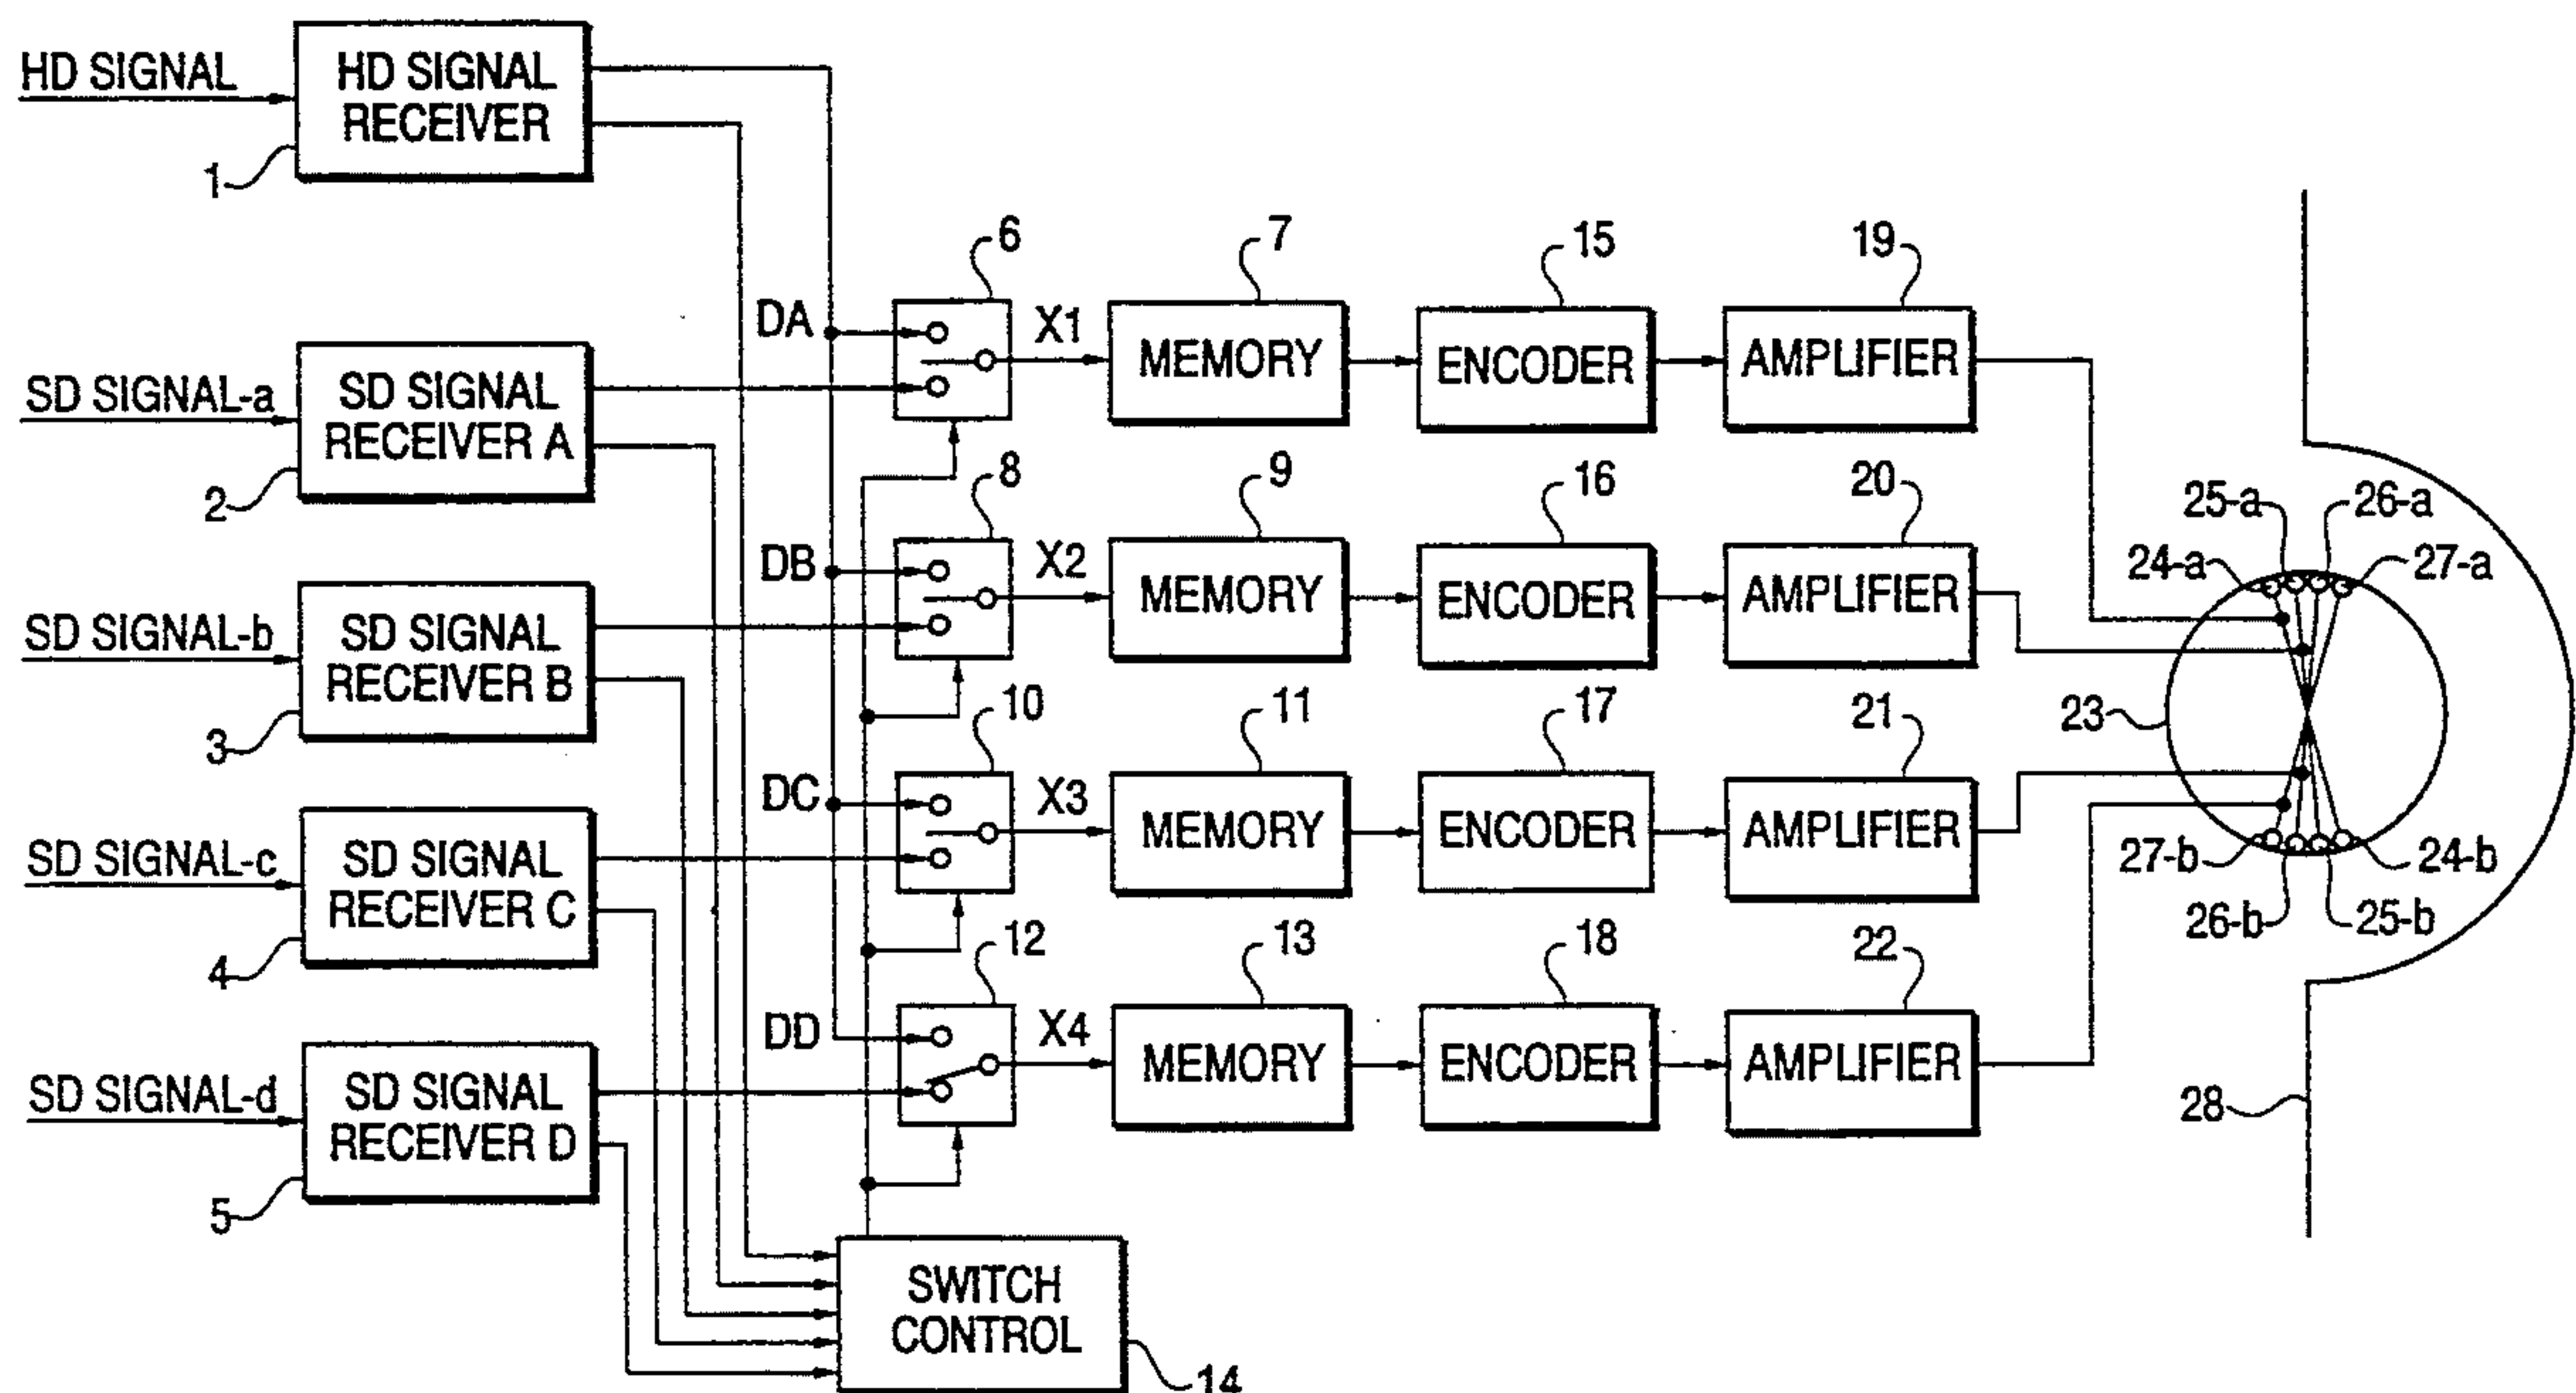 HD SIGNAL
HD SIGNAL
RECEIVER
1
SD SIGNAL-a
SD SIGNAL
RECEIVER A
2
SD SIGNAL-b
SD SIGNAL
RECEIVER B
3
SD SIGNAL-c
SD SIGNAL
RECEIVER C
4
SD SIGNAL-d
SD SIGNAL
RECEIVER D
5
DA
6
X1
7
MEMORY
15
ENCODER
19
AMPLIFIER
DB
8
X2
9
MEMORY
16
ENCODER
20
AMPLIFIER
DC
10
X3
11
MEMORY
17
ENCODER
21
AMPLIFIER
DD
12
X4
13
MEMORY
18
ENCODER
22
AMPLIFIER
SWITCH
CONTROL
14
25-a
26-a
24-a
27-a
23
27-b
24-b
26-b
25-b
28